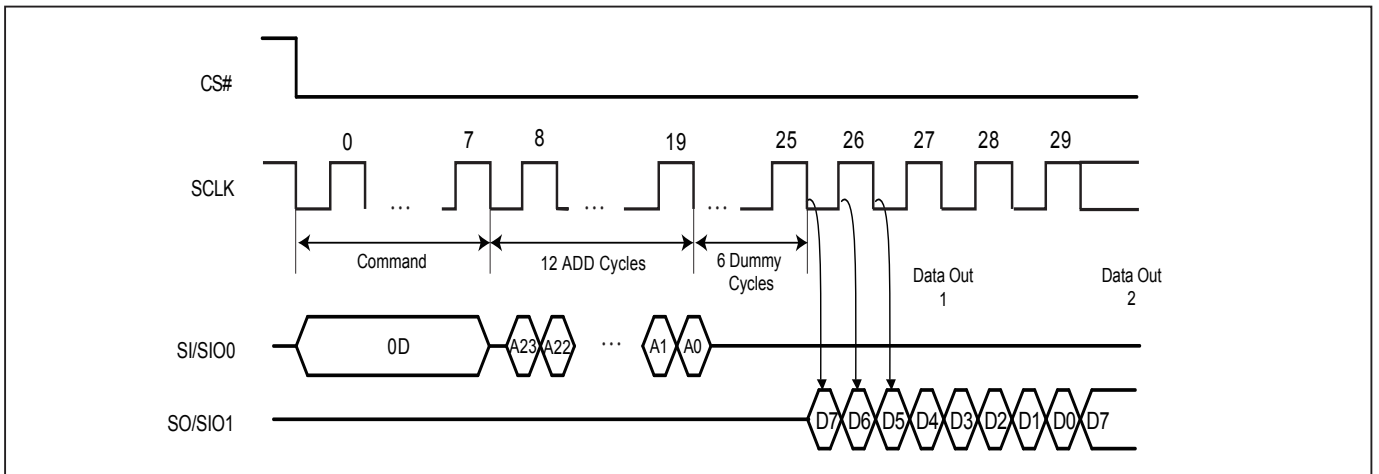 CS#
0 7 8 19 25 26 27 28 29
SCLK
... ... ...
Command
12 ADD Cycles
6 Dummy
Cycles
Data Out
1
Data Out
2
SI/SIO0
0D
A23 A22 ... A1 A0
SO/SIO1
D7 D6 D5 D4 D3 D2 D1 D0 D7